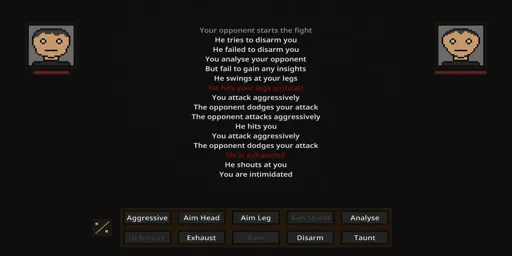 Your opponent starts the fight
He tries to disarm you
He failed to disarm you
You analyse your opponent
But fail to gain any insights
He swings at your legs
He hits your legs (critical)
You attack aggressively
The opponent dodges your attack
The opponent attacks aggressively
He hits you
You attack aggressively
The opponent dodges your attack
He is exhausted
He shouts at you
You are intimidated
Aggressive Aim Head Aim Leg Aim Shield Analyse
Defensive Exhaust Bash Disarm Taunt